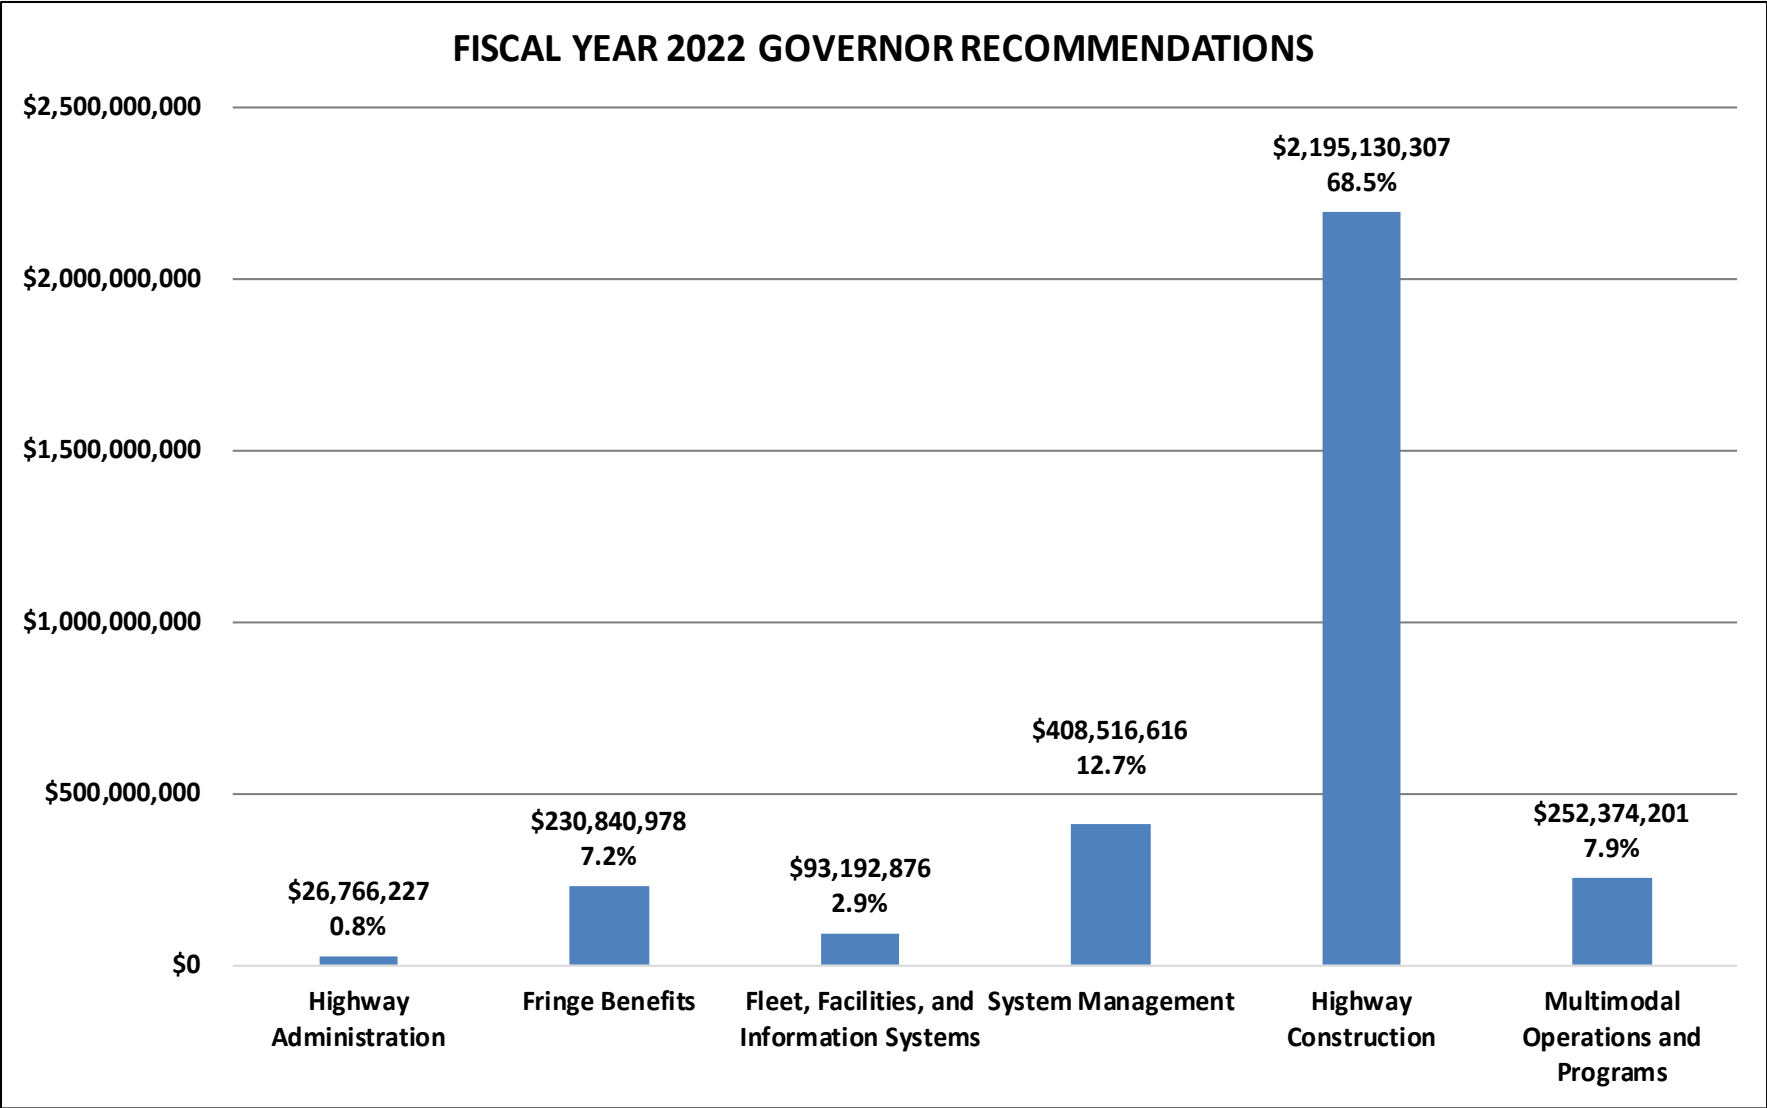 FISCAL YEAR 2022 GOVERNOR RECOMMENDATIONS
$2,500,000,000
$2,000,000,000
$1,500,000,000
$1,000,000,000
$500,000,000
$0
$26,766,227
0.8%
$230,840,978
7.2%
$93,192,876
2.9%
$408,516,616
12.7%
$2,195,130,307
68.5%
$252,374,201
7.9%
Highway
Administration
Fringe Benefits
Fleet, Facilities, and
Information Systems
System Management
Highway
Construction
Multimodal
Operations and
Programs